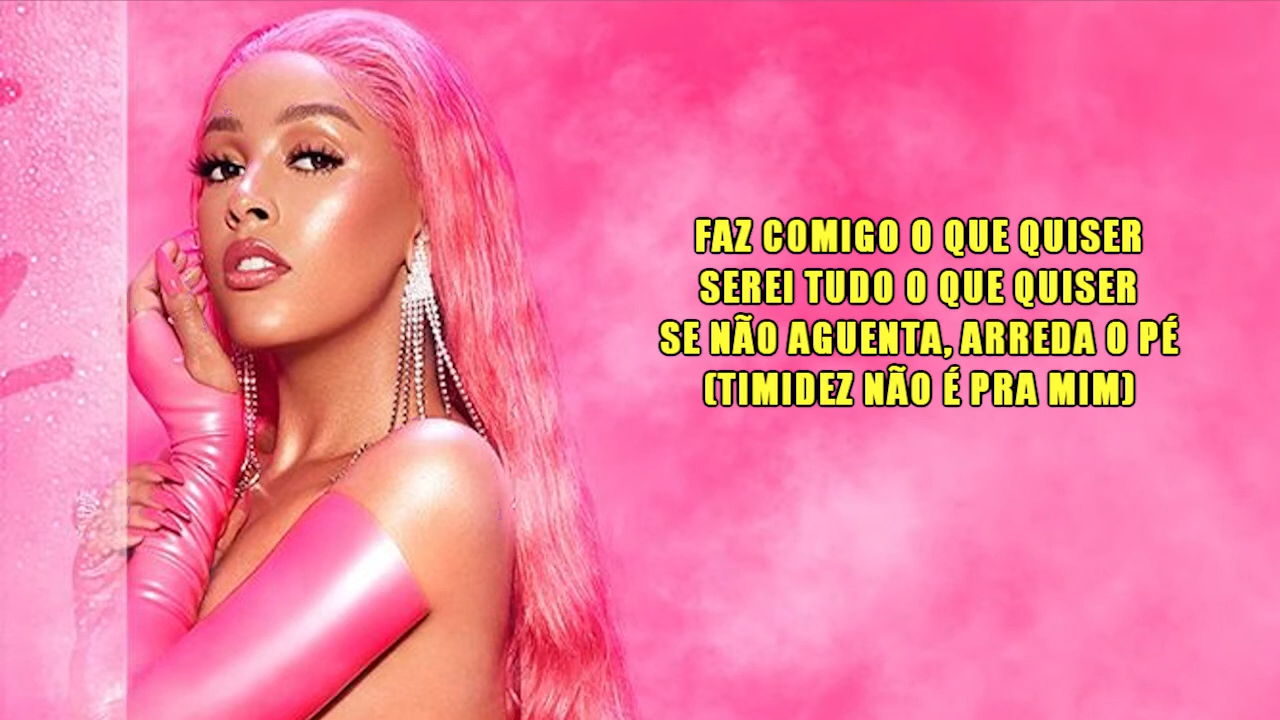 FAZ COMIGO O QUE QUISER
SEREI TUDO O QUE QUISER
SE NÃO AGUENTA, ARREDA O PÉ
(TIMIDEZ NÃO É PRA MIM)